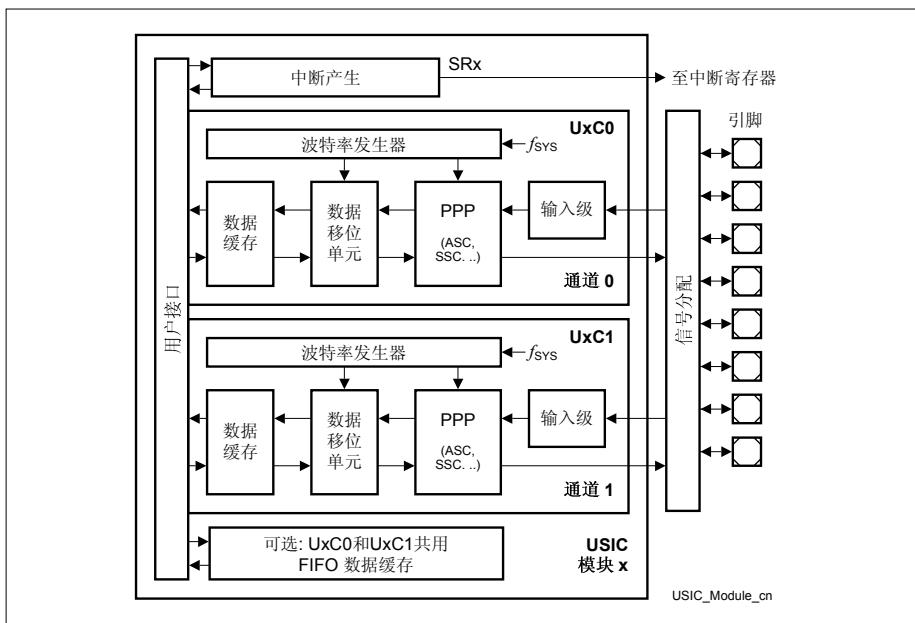 中断产生
SRx
至中断寄存器
引脚
UxC0
波特率发生器
fSYS
数据
缓存
数据
移位
单元
PPP
(ASC,
SSC. ..)
输入级
通道 0
用户接口
信号分配
UxC1
波特率发生器
fSYS
数据
缓存
数据
移位
单元
PPP
(ASC,
SSC. ..)
输入级
通道 1
可选: UxC0和UxC1共用
FIFO 数据缓存
USIC
模块 x
USIC_Module_cn